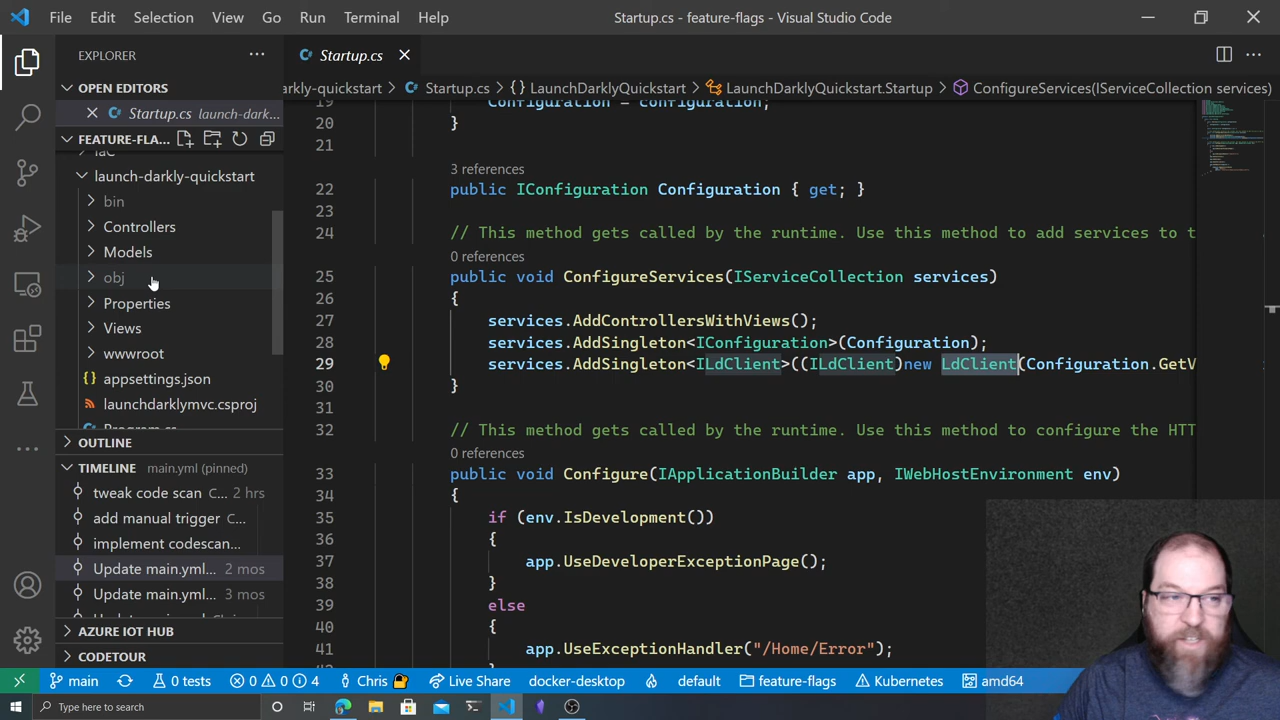 File Edit Selection View Go Run Terminal Help
Startup.cs - feature-flags - Visual Studio Code
EXPLORER
Startup.cs
OPEN EDITORS
Startup.cs launch-dark...
FEATURE-FLA...
arkly-quickstart Startup.cs {} LaunchDarklyQuickstart LaunchDarklyQuickstart.Startup ConfigureServices(IServiceCollection services)
IaC
launch-darkly-quickstart
bin
Controllers
Models
obj
Properties
Views
wwwroot
{} appsettings.json
launchdarklymvc.csproj
Program.cs
OUTLINE
TIMELINE main.yml (pinned)
tweak code scan C... 2 hrs
add manual trigger C...
implement codescan...
Update main.yml... 2 mos
Update main.yml... 3 mos
AZURE IOT HUB
CODETOUR
19 Configuration = configuration;
20 }
21
3 references
22 public IConfiguration Configuration { get; }
23
24 // This method gets called by the runtime. Use this method to add services to t
0 references
25 public void ConfigureServices(IServiceCollection services)
26 {
27 services.AddControllersWithViews();
28 services.AddSingleton<IConfiguration>(Configuration);
29 services.AddSingleton<ILdClient>((ILdClient)new LdClient(Configuration.GetV
30 }
31
32 // This method gets called by the runtime. Use this method to configure the HTT
0 references
33 public void Configure(IApplicationBuilder app, IWebHostEnvironment env)
34 {
35 if (env.IsDevelopment())
36 {
37 app.UseDeveloperExceptionPage();
38 }
39 else
40 {
41 app.UseExceptionHandler("/Home/Error");
main 0 tests 0 0 4 Chris Live Share docker-desktop default feature-flags Kubernetes amd64
Type here to search